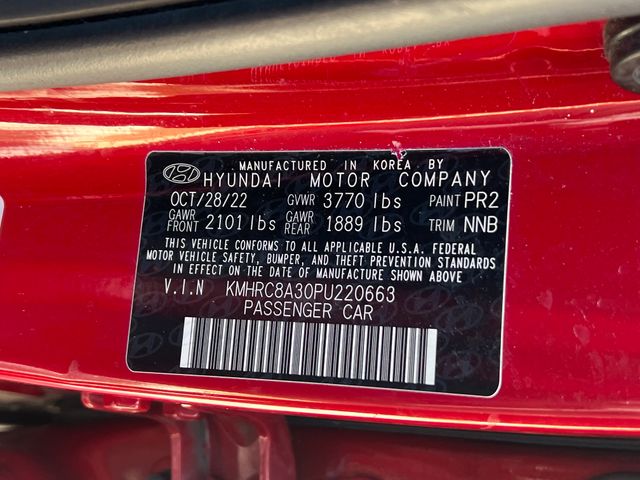 MANUFACTURED IN KOREA BY
HYUNDAI MOTOR COMPANY
OCT/28/22 GVWR 3770 lbs PAINT PR2
GAWR FRONT 2101 lbs GAWR REAR 1889 lbs TRIM NNB
THIS VEHICLE CONFORMS TO ALL APPLICABLE U.S.A. FEDERAL
MOTOR VEHICLE SAFETY, BUMPER, AND THEFT PREVENTION STANDARDS
IN EFFECT ON THE DATE OF MANUFACTURE SHOWN ABOVE
V.I.N KMHRC8A30PU220663
PASSENGER CAR